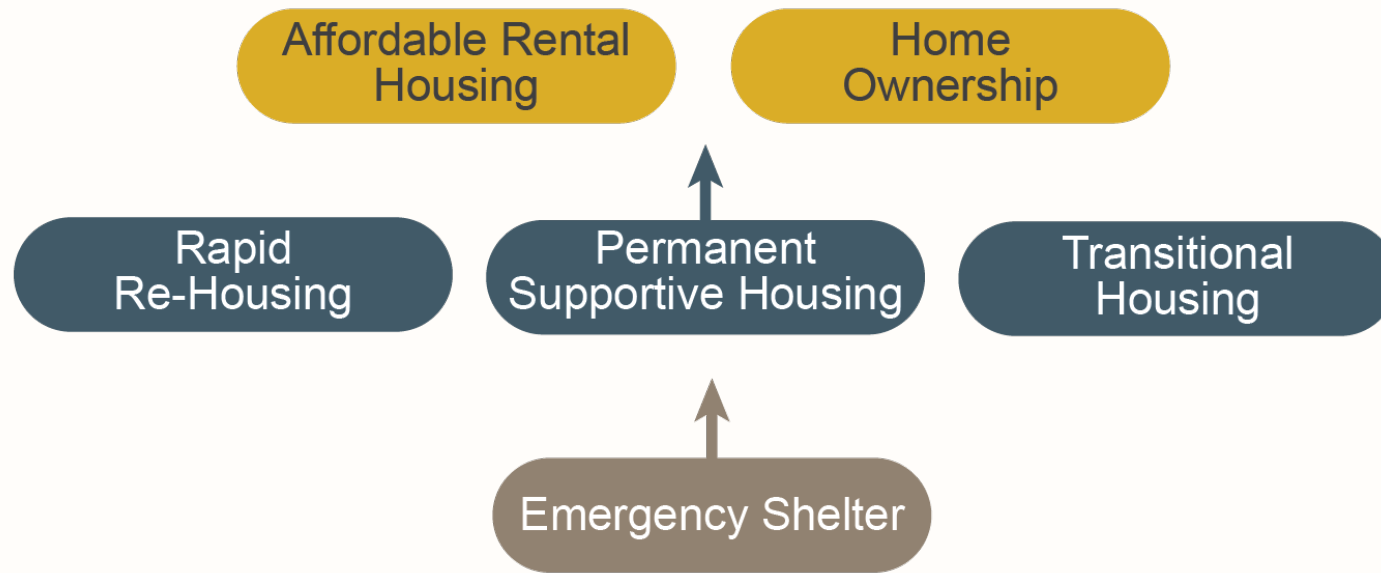 Affordable Rental
Housing
Home
Ownership
Rapid
Re-Housing
Permanent
Supportive Housing
Transitional
Housing
Emergency Shelter